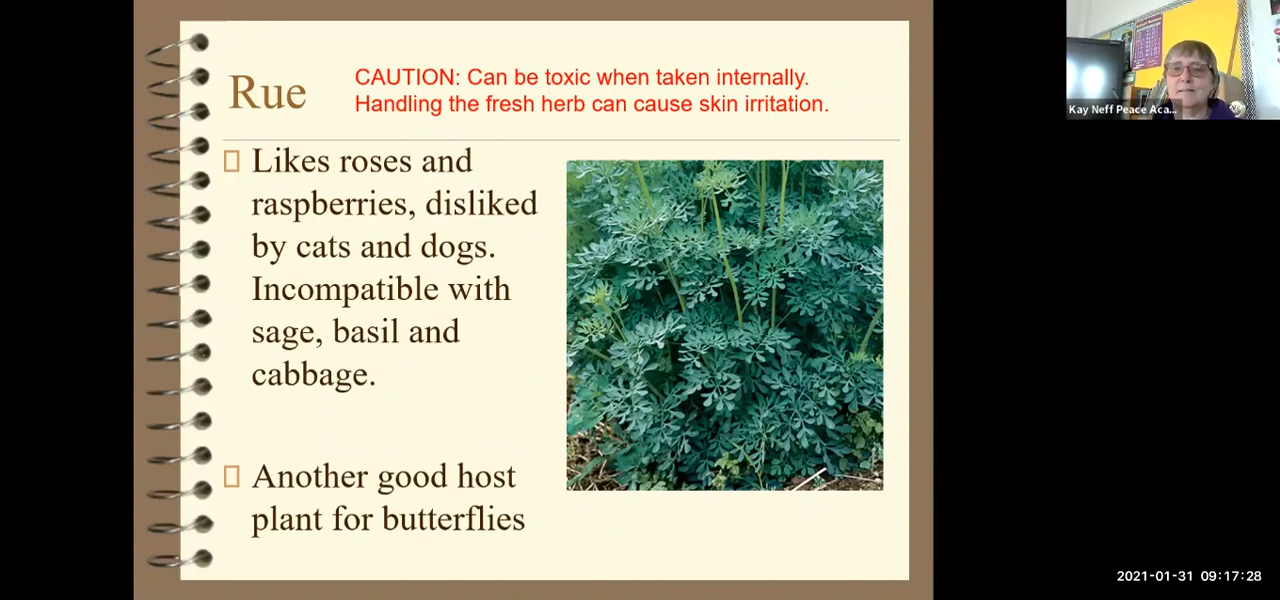 Rue
CAUTION: Can be toxic when taken internally.
Handling the fresh herb can cause skin irritation.
Likes roses and
raspberries, disliked
by cats and dogs.
Incompatible with
sage, basil and
cabbage.
Another good host
plant for butterflies
Kay Neff Peace Aca...
2021-01-31 09:17:28